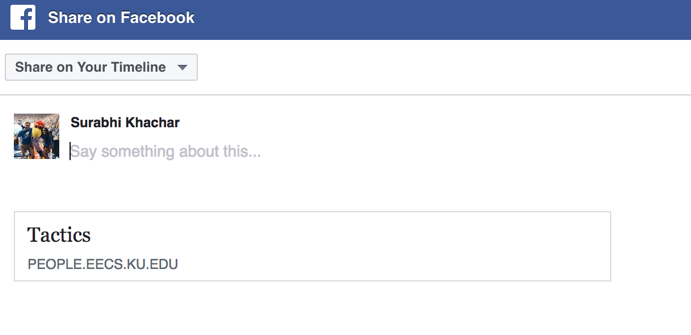 Share on Facebook
Share on Your Timeline
Surabhi Khachar
Say something about this...
Tactics
PEOPLE.EECS.KU.EDU